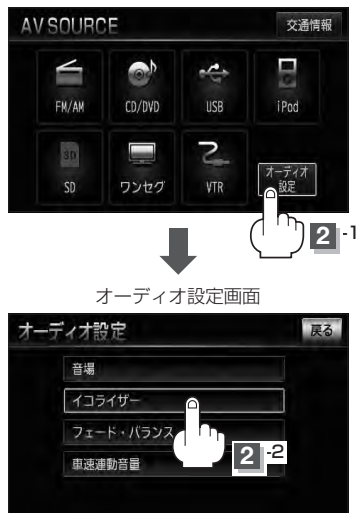 AV SOURCE
交通情報
FM/AM
CD/DVD
USB
iPod
SD
SD
ワンセグ
VTR
オーディオ
設定
2-1
オーディオ設定画面
オーディオ設定
戻る
音場
イコライザー
フェード・バランス
車速連動音量
2-2